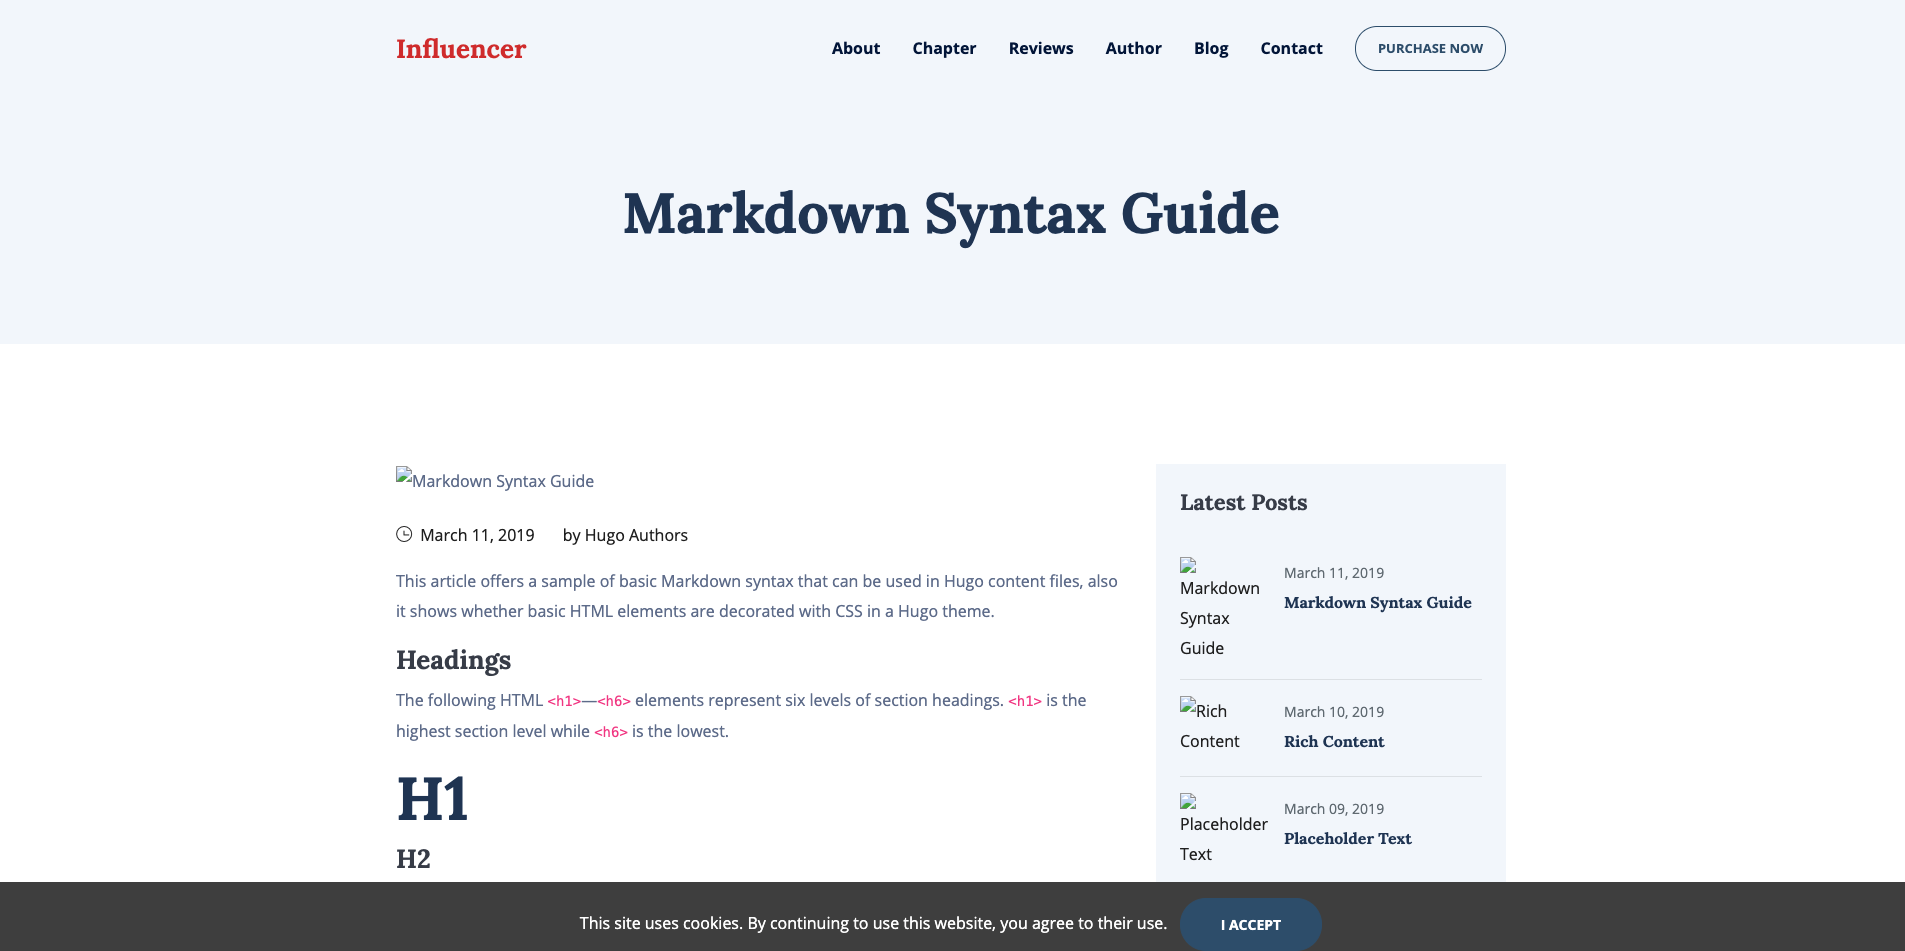 Influencer
About Chapter Reviews Author Blog Contact PURCHASE NOW
Markdown Syntax Guide
Markdown Syntax Guide
March 11, 2019 by Hugo Authors
This article offers a sample of basic Markdown syntax that can be used in Hugo content files, also
it shows whether basic HTML elements are decorated with CSS in a Hugo theme.
Headings
The following HTML <h1>—<h6> elements represent six levels of section headings. <h1> is the
highest section level while <h6> is the lowest.
H1
H2
Latest Posts
Markdown
Syntax
Guide
March 11, 2019
Markdown Syntax Guide
Rich
Content
March 10, 2019
Rich Content
Placeholder
Text
March 09, 2019
Placeholder Text
This site uses cookies. By continuing to use this website, you agree to their use. I ACCEPT